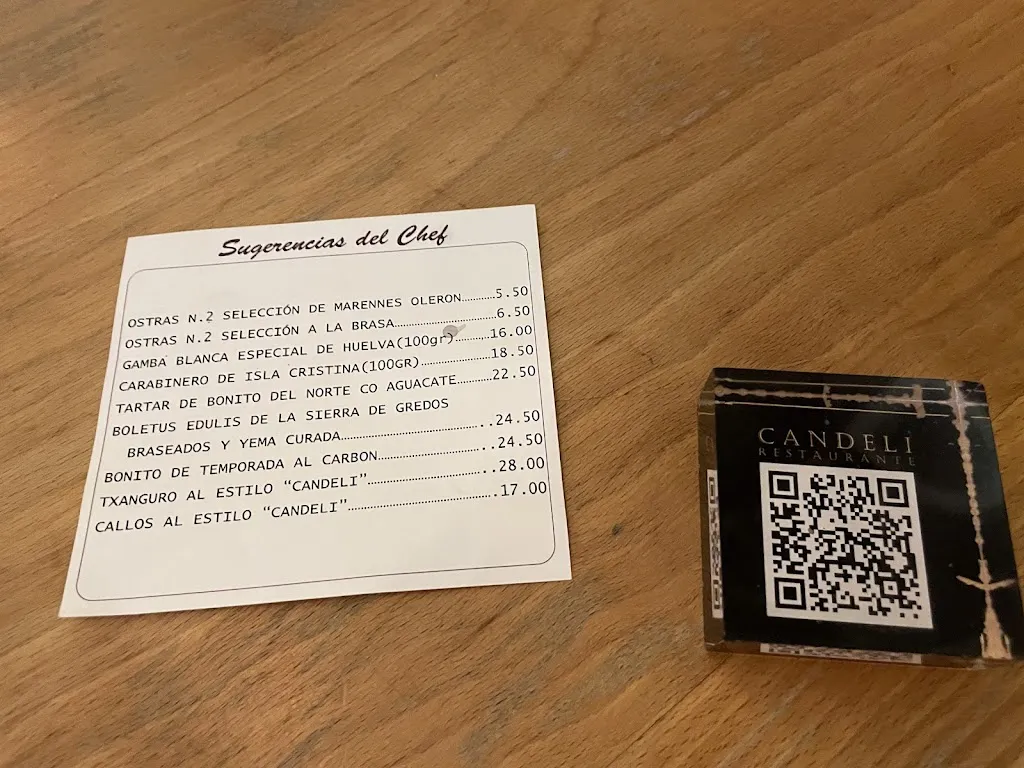 Sugerencias del Chef
OSTRAS N.2 SELECCIÓN DE MARENNES OLERON..........5.50
OSTRAS N.2 SELECCIÓN A LA BRASA..........6.50
GAMBA BLANCA ESPECIAL DE HUELVA(100gr)..........16.00
CARABINERO DE ISLA CRISTINA(100GR)..........18.50
TARTAR DE BONITO DEL NORTE CO AGUACATE..........22.50
BOLETUS EDULIS DE LA SIERRA DE GREDOS
BRASEADOS Y YEMA CURADA..........24.50
BONITO DE TEMPORADA AL CARBON..........24.50
TXANGURO AL ESTILO “CANDELI”..........28.00
CALLOS AL ESTILO “CANDELI”..........17.00
CANDELI
RESTAURANTE